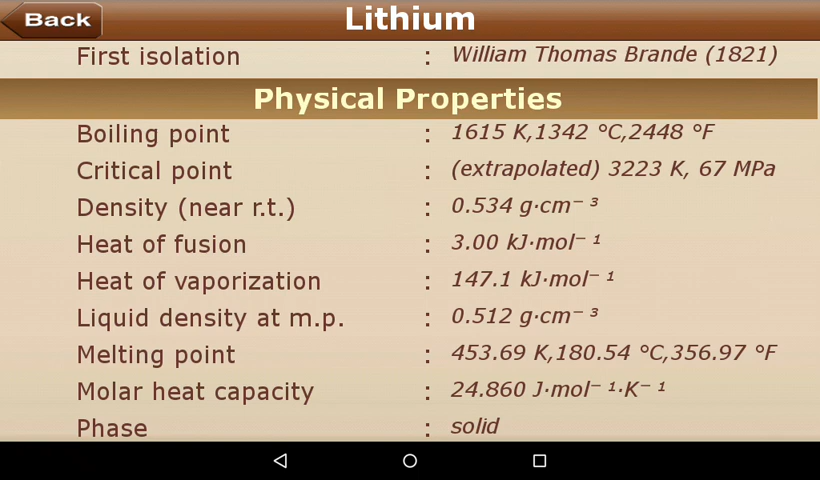 Back
Lithium
First isolation : William Thomas Brande (1821)
Physical Properties
Boiling point : 1615 K,1342 °C,2448 °F
Critical point : (extrapolated) 3223 K, 67 MPa
Density (near r.t.) : 0.534 g·cm⁻ ³
Heat of fusion : 3.00 kJ·mol⁻ ¹
Heat of vaporization : 147.1 kJ·mol⁻ ¹
Liquid density at m.p. : 0.512 g·cm⁻ ³
Melting point : 453.69 K,180.54 °C,356.97 °F
Molar heat capacity : 24.860 J·mol⁻ ¹·K⁻ ¹
Phase : solid